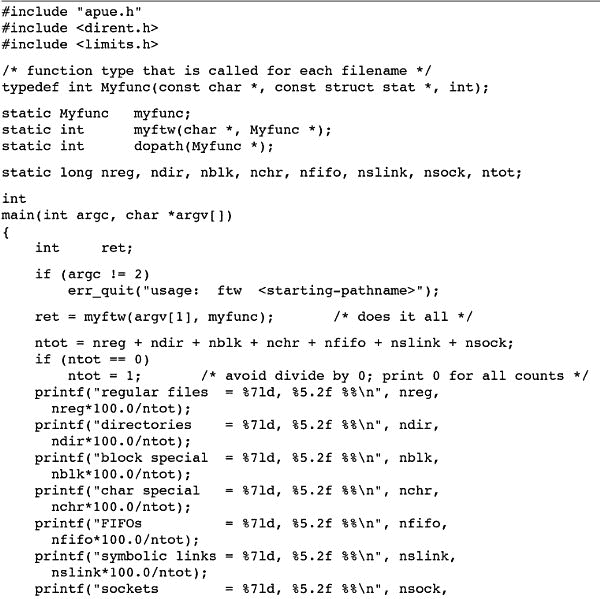 #include "apue.h"
#include <dirent.h>
#include <limits.h>
/* function type that is called for each filename */
typedef int Myfunc(const char *, const struct stat *, int);
static Myfunc   myfunc;
static int      myftw(char *, Myfunc *);
static int      dopath(Myfunc *);
static long nreg, ndir, nblk, nchr, nfifo, nslink, nsock, ntot;
int
main(int argc, char *argv[])
{
    int     ret;
    if (argc != 2)
        err_quit("usage:  ftw  <starting-pathname>");
    ret = myftw(argv[1], myfunc);       /* does it all */
    ntot = nreg + ndir + nblk + nchr + nfifo + nslink + nsock;
    if (ntot == 0)
        ntot = 1;       /* avoid divide by 0; print 0 for all counts */
    printf("regular files  = %7ld, %5.2f %%\n", nreg,
      nreg*100.0/ntot);
    printf("directories    = %7ld, %5.2f %%\n", ndir,
      ndir*100.0/ntot);
    printf("block special  = %7ld, %5.2f %%\n", nblk,
      nblk*100.0/ntot);
    printf("char special   = %7ld, %5.2f %%\n", nchr,
      nchr*100.0/ntot);
    printf("FIFOs          = %7ld, %5.2f %%\n", nfifo,
      nfifo*100.0/ntot);
    printf("symbolic links = %7ld, %5.2f %%\n", nslink,
      nslink*100.0/ntot);
    printf("sockets        = %7ld, %5.2f %%\n", nsock,